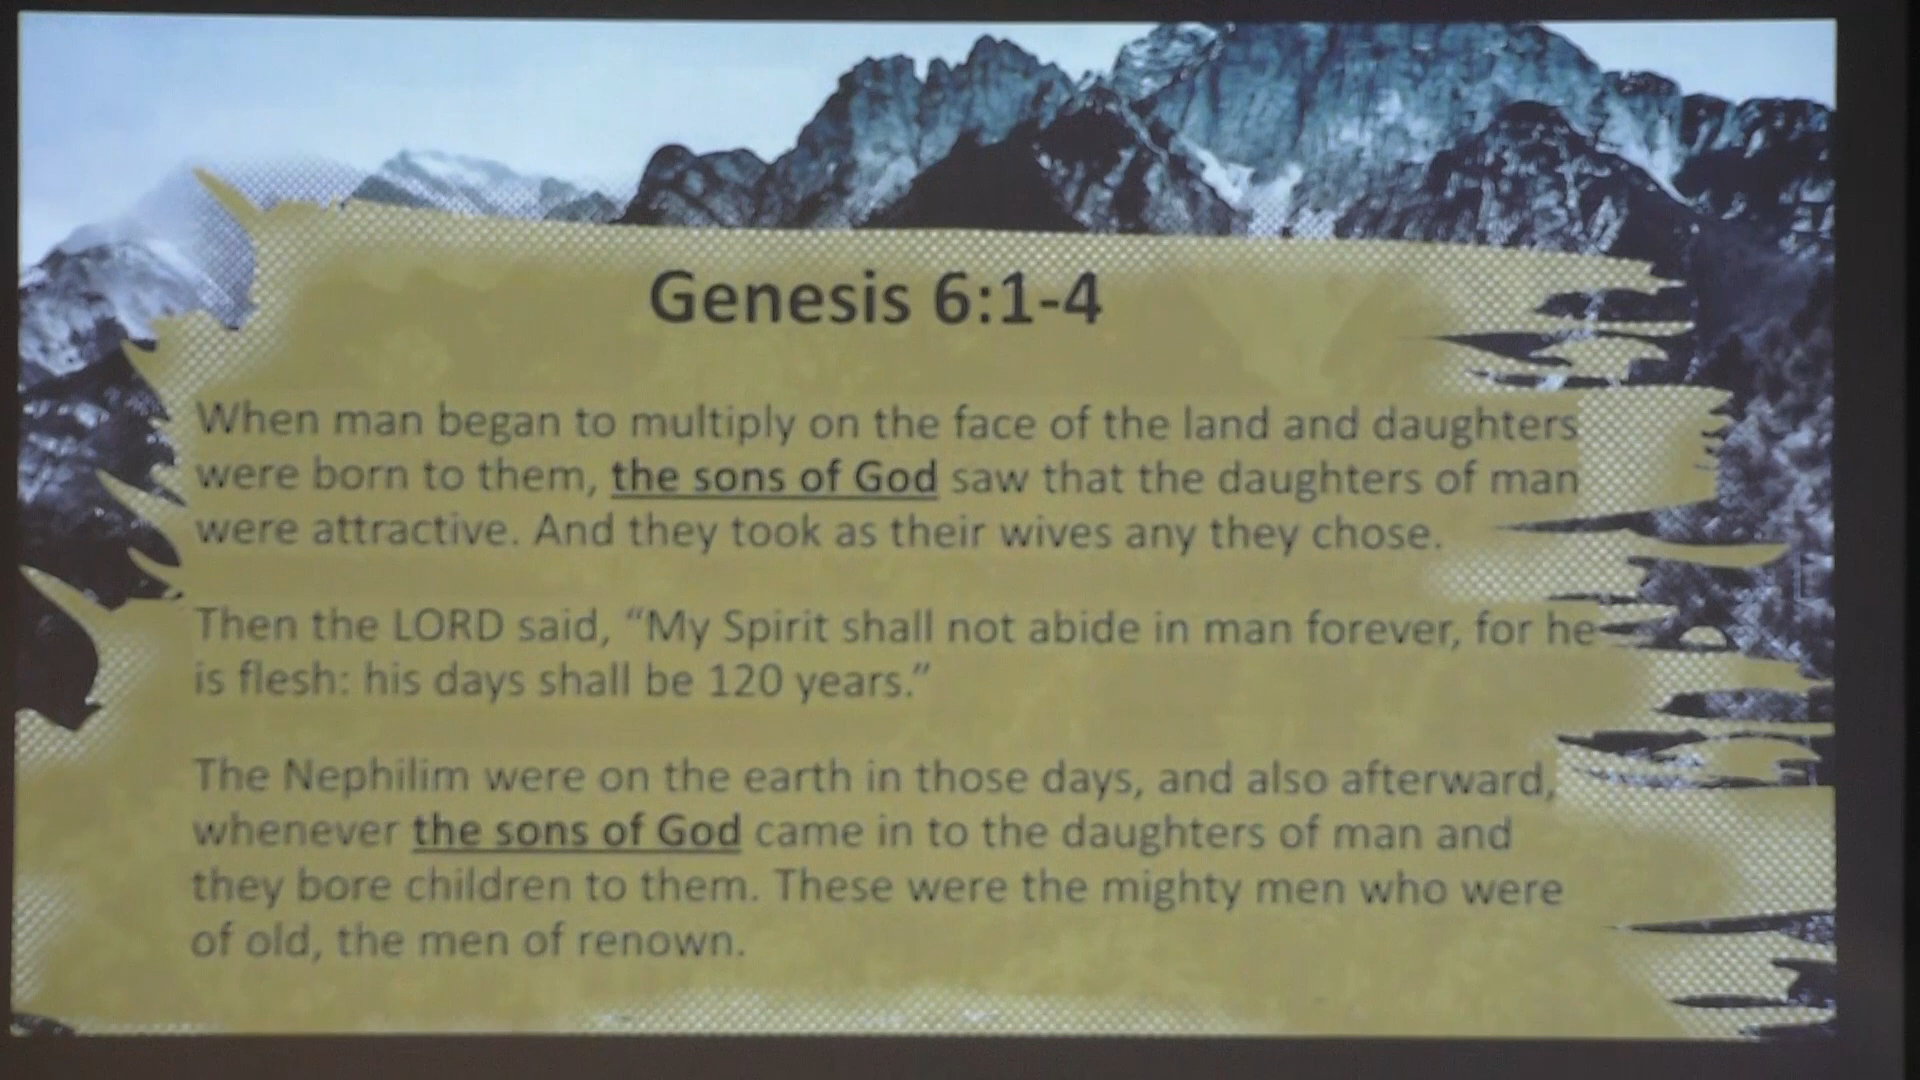 Genesis 6:1-4
When man began to multiply on the face of the land and daughters
were born to them, the sons of God saw that the daughters of man
were attractive. And they took as their wives any they chose.
Then the LORD said, “My Spirit shall not abide in man forever, for he
is flesh: his days shall be 120 years.”
The Nephilim were on the earth in those days, and also afterward,
whenever the sons of God came in to the daughters of man and
they bore children to them. These were the mighty men who were
of old, the men of renown.